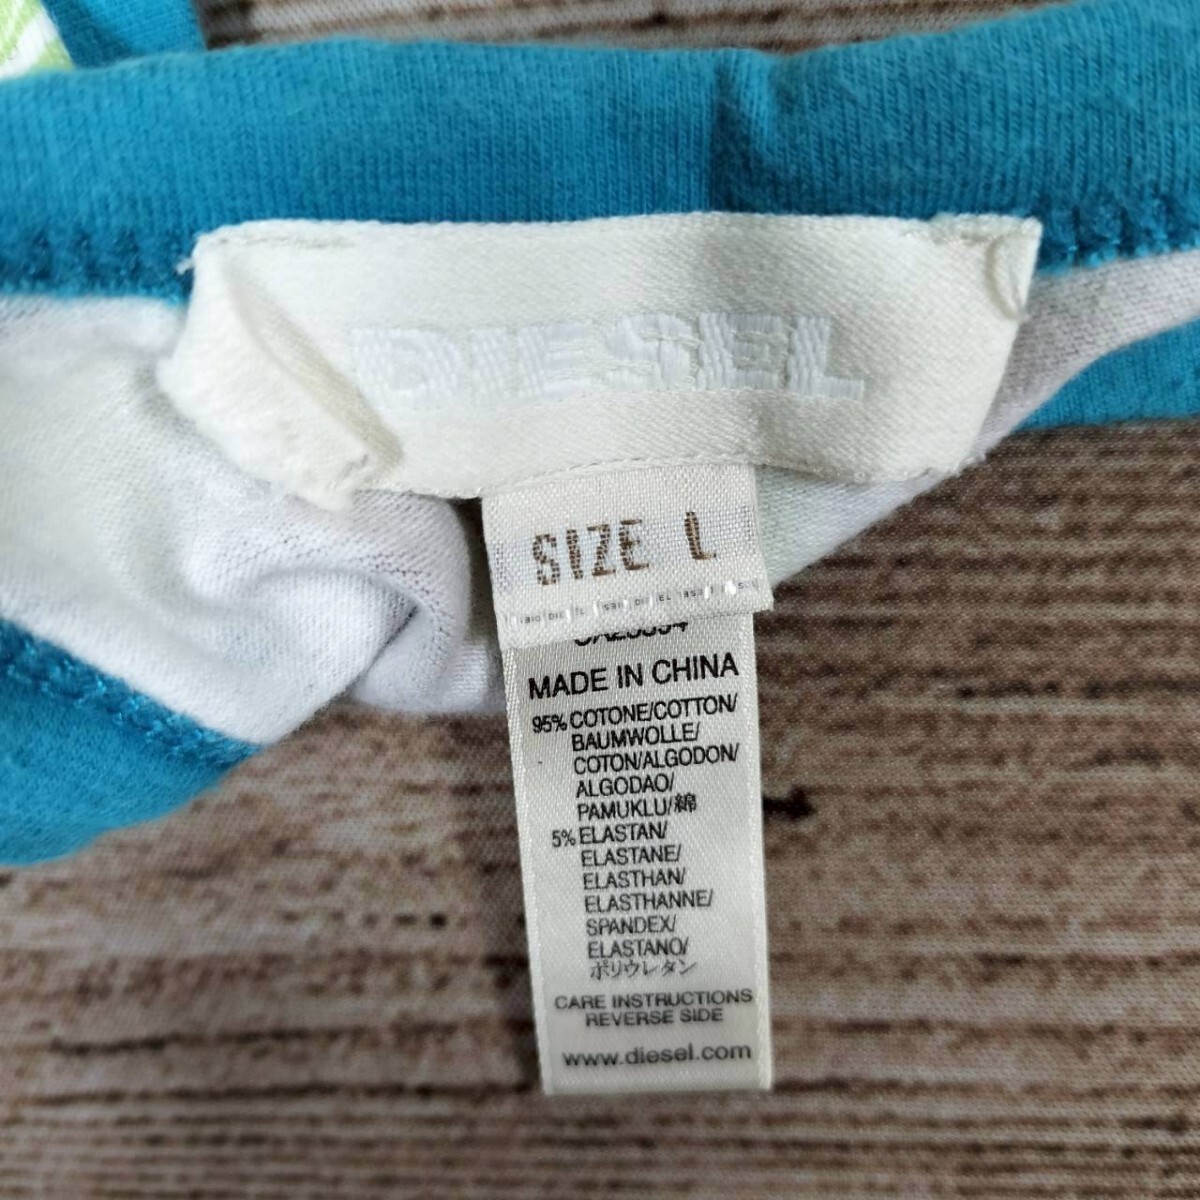 DIESEL
SIZE L
MADE IN CHINA
95% COTONE/COTTON/
BAUMWOLLE/
COTON/ALGODON/
ALGODAO/
PAMUKLU/綿
5% ELASTAN/
ELASTANE/
ELASTHAN/
ELASTHANNE/
SPANDEX/
ELASTANO/
ポリウレタン
CARE INSTRUCTIONS
REVERSE SIDE
www.diesel.com